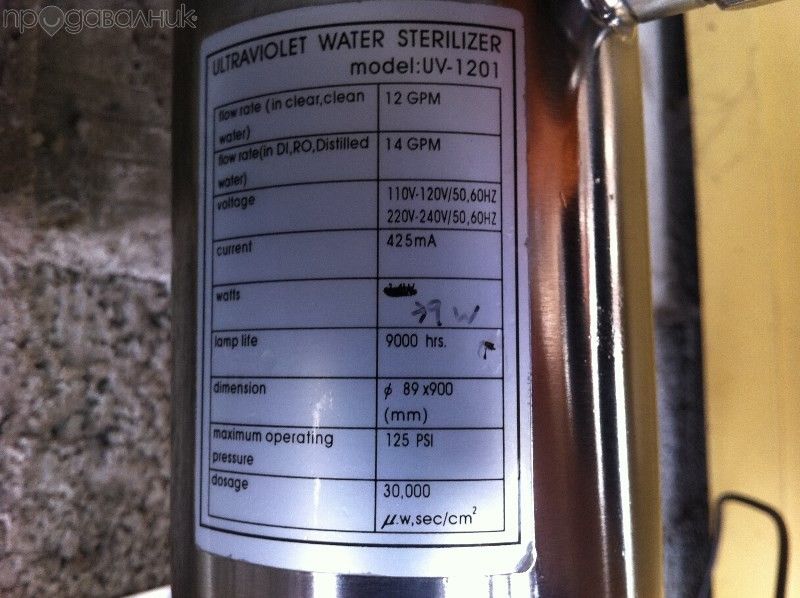 продавалник
ULTRAVIOLET WATER STERILIZER
model:UV-1201
flow rate (in clear,clean
water)
12 GPM
flow rate(in DI,RO,Distilled
water)
14 GPM
voltage
110V-120V/50,60HZ
220V-240V/50,60HZ
current
425mA
watts
W
lamp life
9000 hrs.
dimension
ϕ 89 x900
(mm)
maximum operating
pressure
125 PSI
dosage
30,000
μ.w,sec/cm²